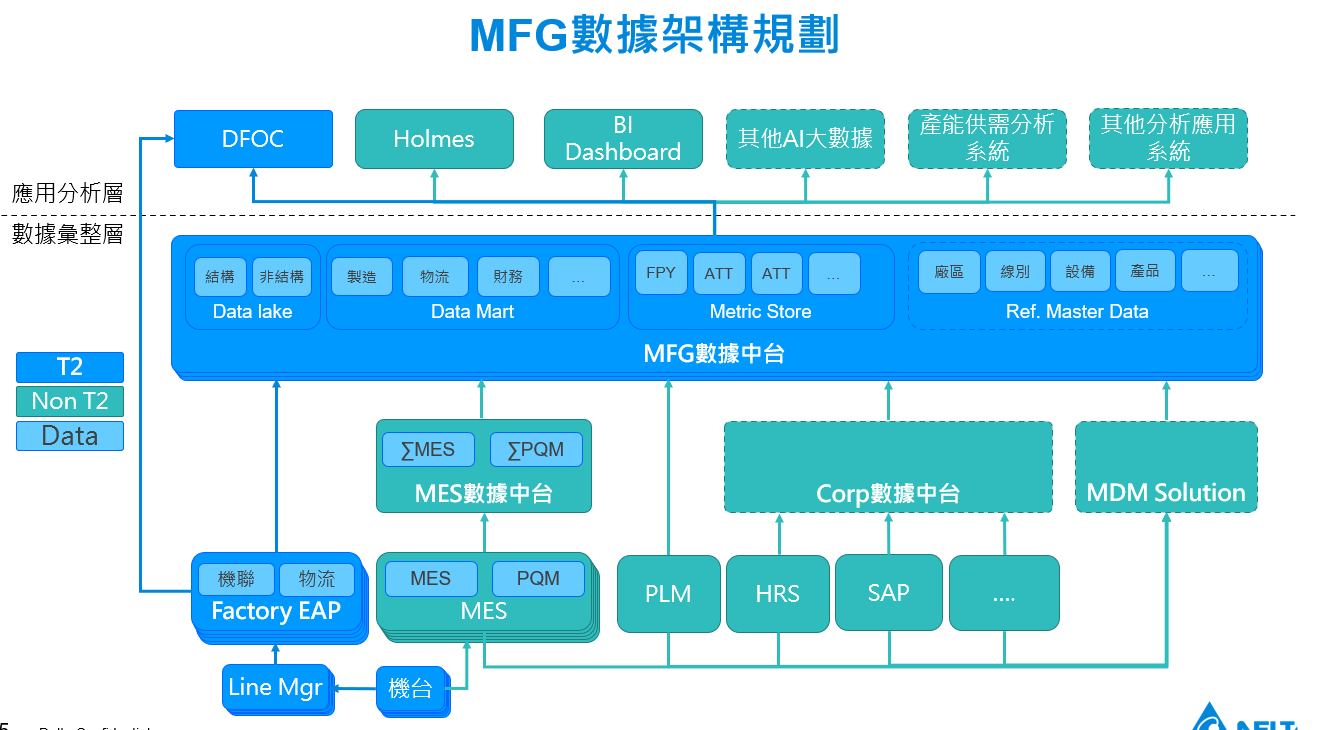 MFG數據架構規劃
DFOC
Holmes
BI
Dashboard
其他AI大數據
產能供需分析
系統
其他分析應用
系統
應用分析層
數據彙整層
結構
非結構
Data lake
製造
物流
財務
...
Data Mart
FPY
ATT
ATT
...
Metric Store
廠區
線別
設備
產品
...
Ref. Master Data
MFG數據中台
T2
Non T2
Data
∑MES
∑PQM
MES數據中台
Corp數據中台
MDM Solution
機聯
物流
Factory EAP
MES
PQM
MES
PLM
HRS
SAP
....
Line Mgr
機台